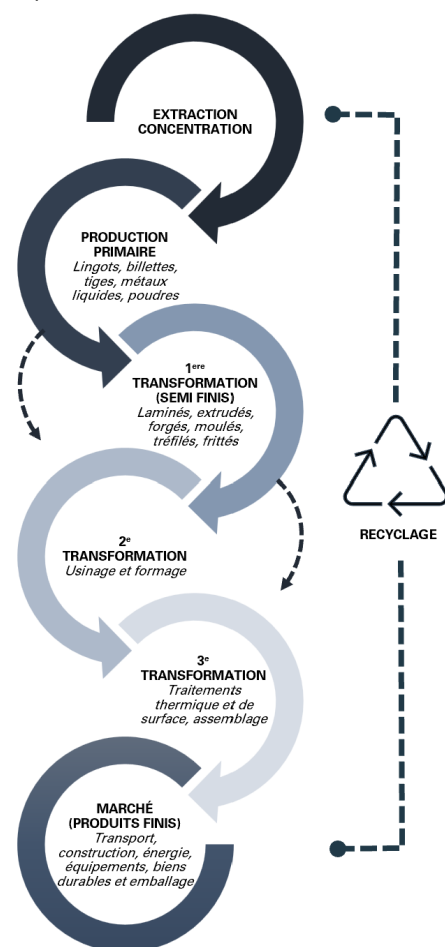 EXTRACTION
CONCENTRATION
PRODUCTION
PRIMAIRE
Lingots, billettes,
tiges, métaux
liquides, poudres
1ere
TRANSFORMATION
(SEMI FINIS)
Laminés, extrudés,
forgés, moulés,
tréfilés, frittés
RECYCLAGE
2e
TRANSFORMATION
Usinage et formage
3e
TRANSFORMATION
Traitements
thermique et de
surface, assemblage
MARCHÉ
(PRODUITS FINIS)
Transport,
construction, énergie,
équipements, biens
durables et emballage